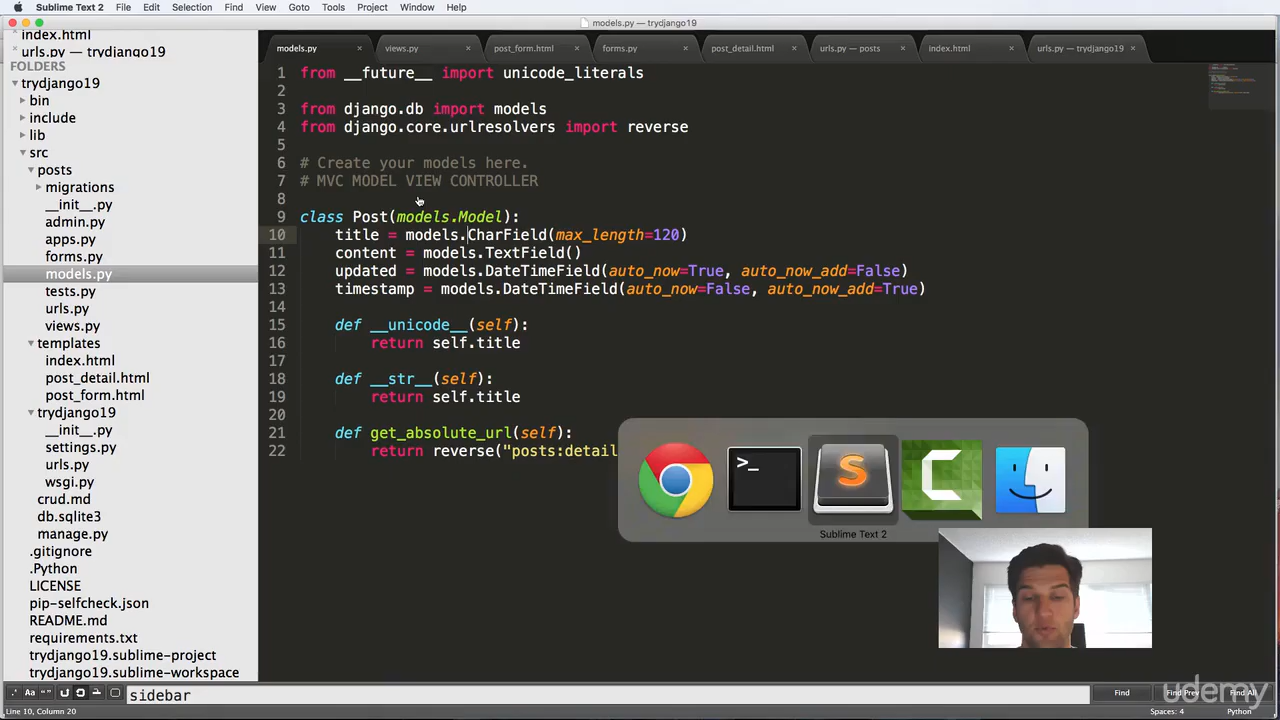 Sublime Text 2 File Edit Selection Find View Goto Tools Project Window Help
models.py — trydjango19
index.html
urls.py — trydjango19
FOLDERS
trydjango19
bin
include
lib
src
posts
migrations
__init__.py
admin.py
apps.py
forms.py
models.py
tests.py
urls.py
views.py
templates
index.html
post_detail.html
post_form.html
trydjango19
__init__.py
settings.py
urls.py
wsgi.py
crud.md
db.sqlite3
manage.py
.gitignore
.Python
LICENSE
pip-selfcheck.json
README.md
requirements.txt
trydjango19.sublime-project
trydjango19.sublime-workspace
models.py × views.py × post_form.html × forms.py × post_detail.html × urls.py — posts × index.html × urls.py — trydjango19 ×
1 from __future__ import unicode_literals
2
3 from django.db import models
4 from django.core.urlresolvers import reverse
5
6 # Create your models here.
7 # MVC MODEL VIEW CONTROLLER
8
9 class Post(models.Model):
10 title = models.CharField(max_length=120)
11 content = models.TextField()
12 updated = models.DateTimeField(auto_now=True, auto_now_add=False)
13 timestamp = models.DateTimeField(auto_now=False, auto_now_add=True)
14
15 def __unicode__(self):
16 return self.title
17
18 def __str__(self):
19 return self.title
20
21 def get_absolute_url(self):
22 return reverse("posts:detail
>_
S
C
Sublime Text 2
.* Aa “” sidebar Find Find Prev Find All
udemy
Line 10, Column 20 Spaces: 4 Python